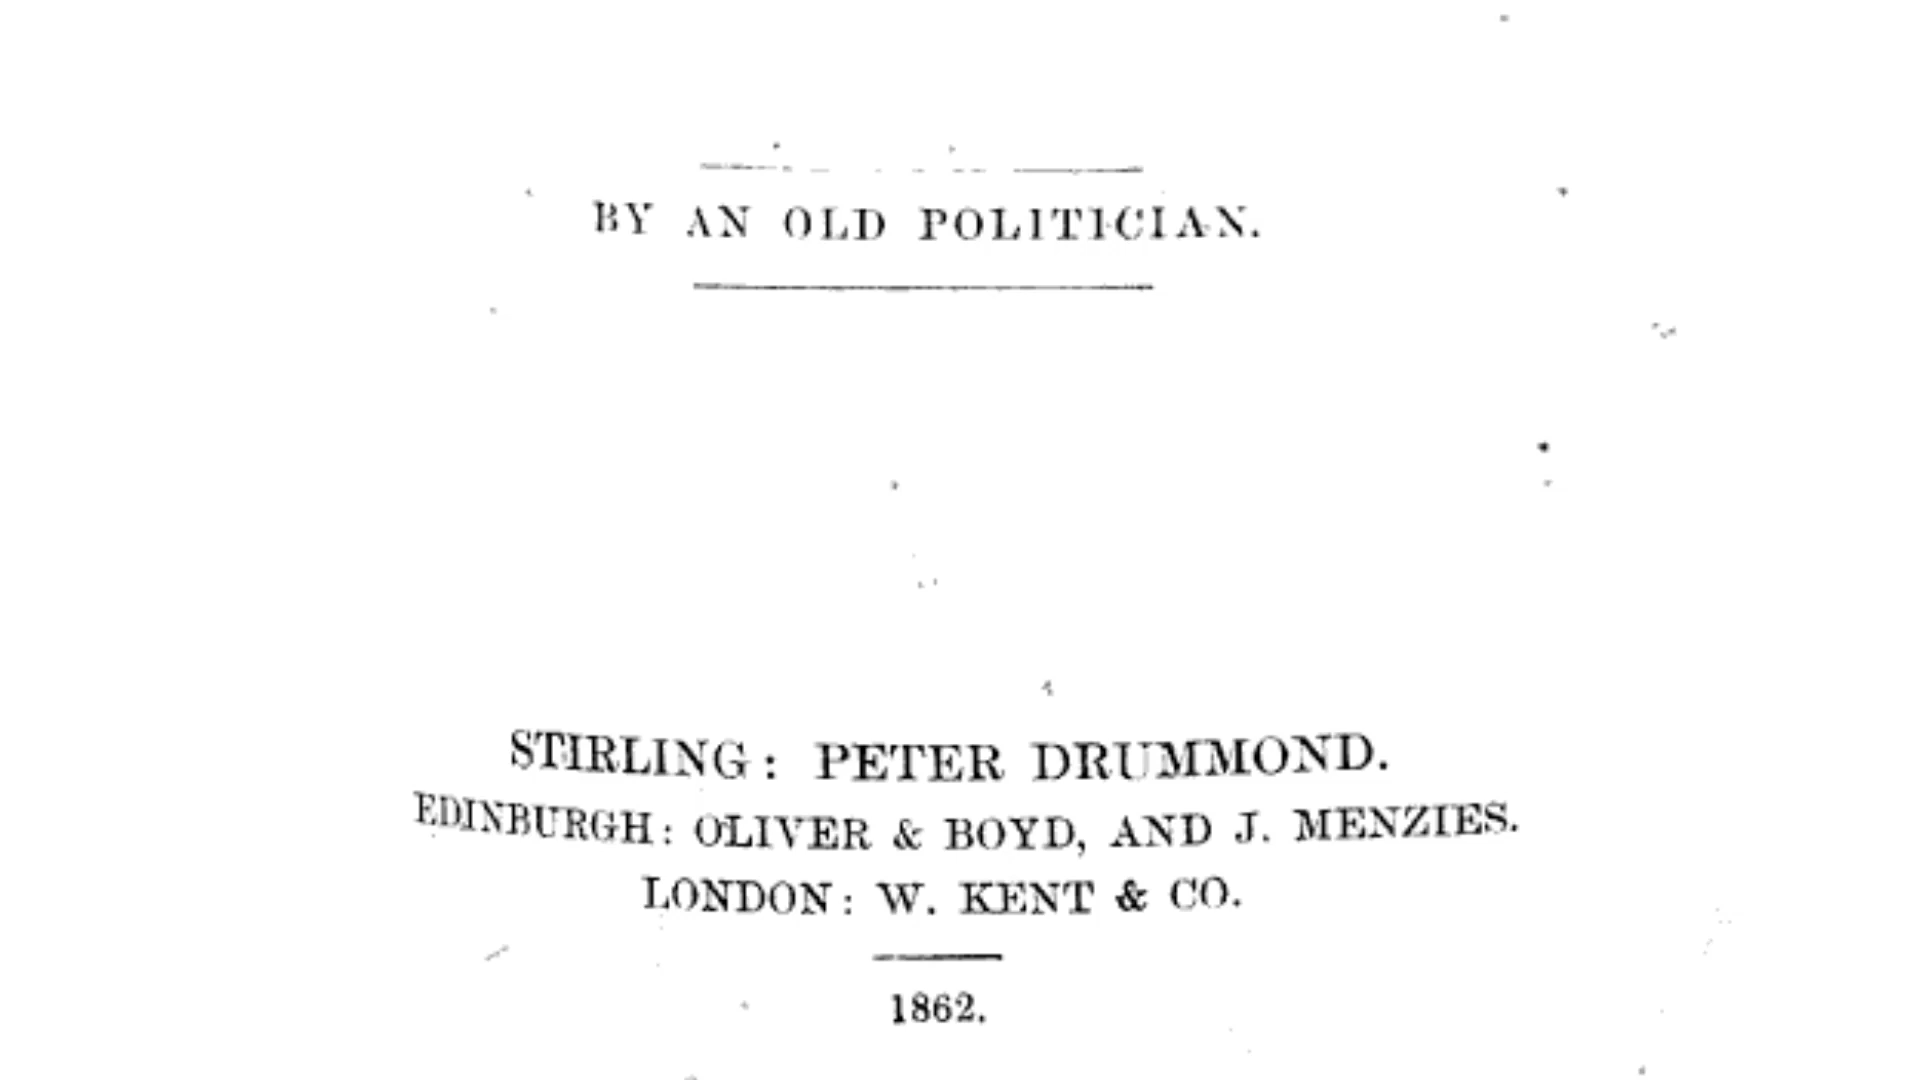 BY AN OLD POLITICIAN.
STIRLING: PETER DRUMMOND.
EDINBURGH: OLIVER & BOYD, AND J. MENZIES.
LONDON: W. KENT & CO.
1862.